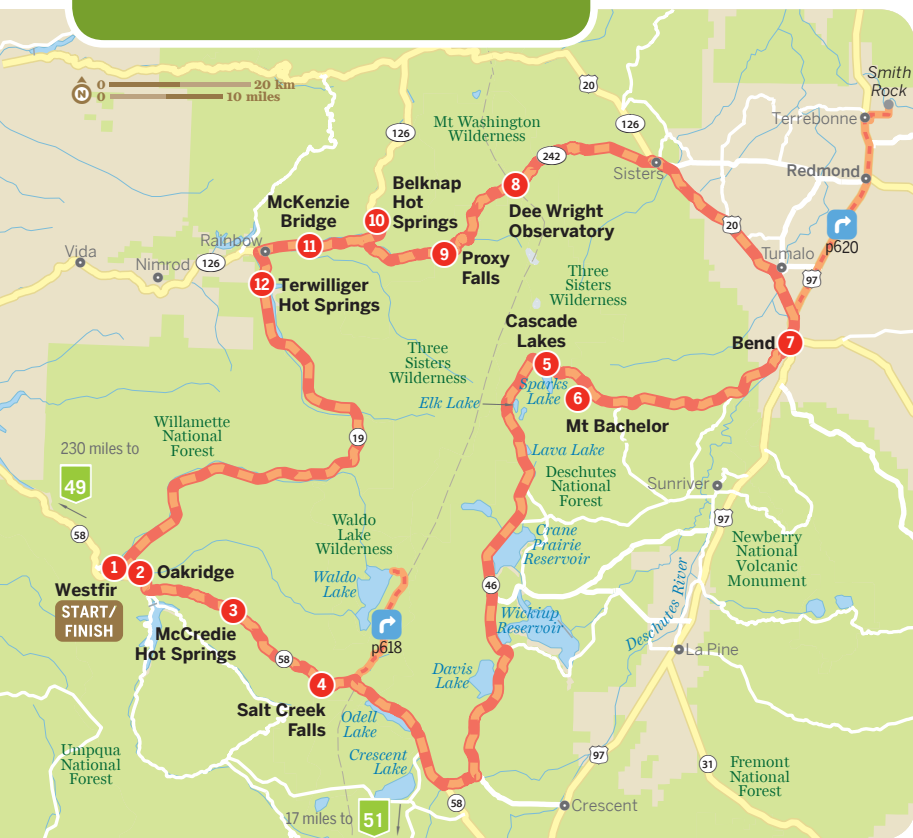 0 20 km
N
0 10 miles
20
Smith
Rock
126
Terrebonne
126
Mt Washington
Wilderness
242
Sisters
Redmond
Belknap
Hot
Springs
8
Dee Wright
Observatory
McKenzie
Bridge
10
20
p620
Rainbow
11
9
Proxy
Falls
Tumalo
Vida
Nimrod
126
12
Terwilliger
Hot Springs
Three
Sisters
Wilderness
97
Cascade
Lakes
Bend
7
Three
Sisters
Wilderness
5
Sparks
Lake
6
Elk Lake
Mt Bachelor
Willamette
National
Forest
19
Lava Lake
230 miles to
49
Deschutes
National
Forest
Sunriver
58
97
Waldo
Lake
Wilderness
Crane
Prairie
Reservoir
Newberry
National
Volcanic
Monument
1
2
Oakridge
Westfir
START/
FINISH
Waldo
Lake
46
3
McCredie
Hot Springs
p618
Wickiup
Reservoir
Deschutes River
58
La Pine
4
Salt Creek
Falls
Davis
Lake
Odell
Lake
Umpqua
National
Forest
Crescent
Lake
97
31
Fremont
National
Forest
58
Crescent
17 miles to
51